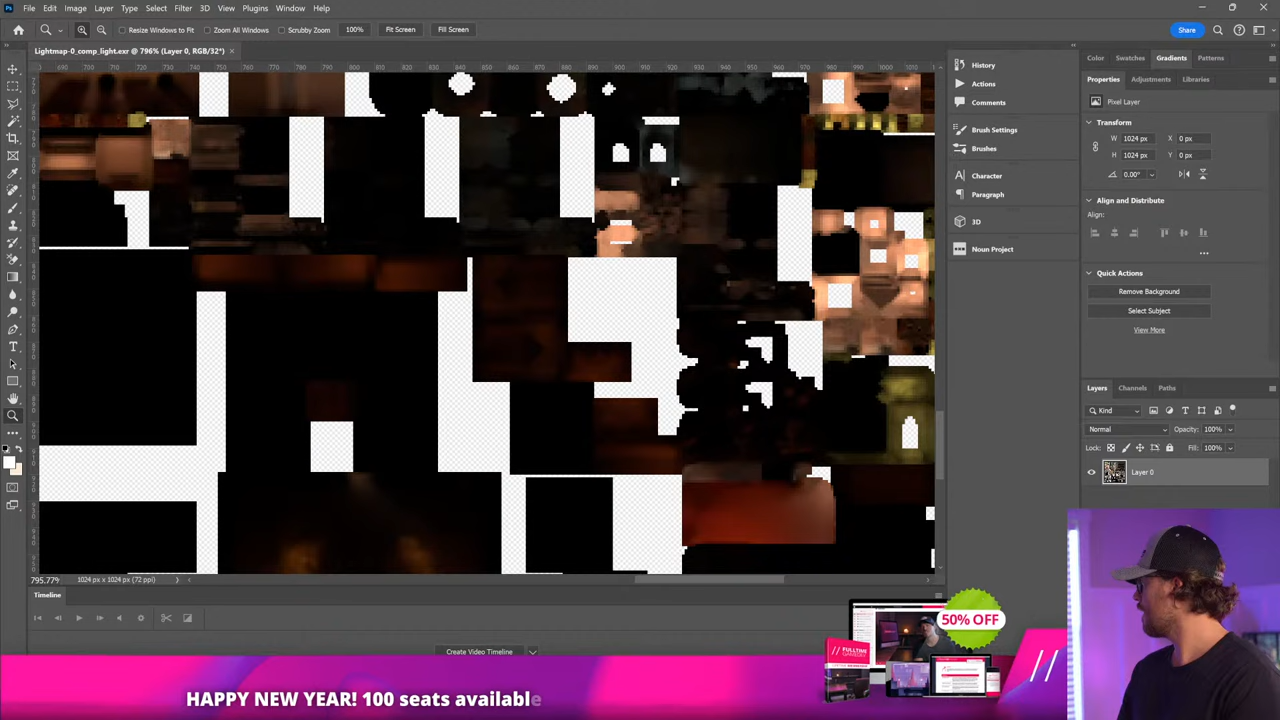 File Edit Image Layer Type Select Filter 3D View Plugins Window Help
Resize Windows to Fit Zoom All Windows Scrubby Zoom 100% Fit Screen Fill Screen
Share
Lightmap-0_comp_light.exr @ 796% (Layer 0, RGB/32*)
History
Actions
Comments
Brush Settings
Brushes
Character
Paragraph
3D
Noun Project
Color Swatches Gradients Patterns
Properties Adjustments Libraries
Pixel Layer
Transform
W 1024 px X 0 px
H 1024 px Y 0 px
0.00°
Align and Distribute
Align:
Quick Actions
Remove Background
Select Subject
View More
Layers Channels Paths
Kind
Normal Opacity: 100%
Lock: Fill: 100%
Layer 0
795.77% 1024 px x 1024 px (72 ppi)
Timeline
Create Video Timeline
50% OFF
// FULLTIME
HAPPY NEW YEAR! 100 seats available
//